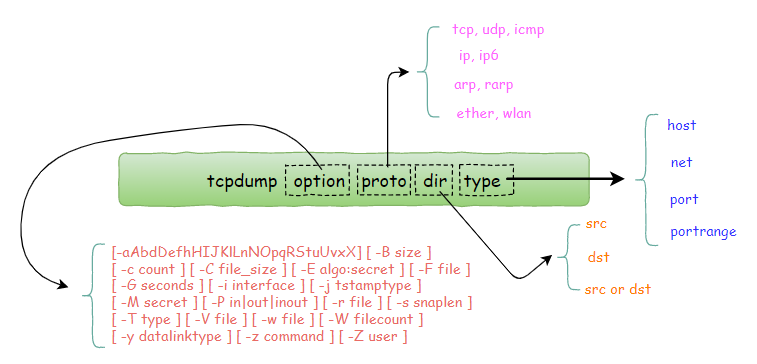 tcp, udp, icmp
ip, ip6
arp, rarp
ether, wlan
tcpdump option proto dir type
host
net
port
portrange
src
dst
src or dst
[-aAbdDefhHIJKlLnNOpqRStuUvxX] [ -B size ]
[ -c count ] [ -C file_size ] [ -E algo:secret ] [ -F file ]
[ -G seconds ] [ -i interface ] [ -j tstamptype ]
[ -M secret ] [ -P in|out|inout ] [ -r file ] [ -s snaplen ]
[ -T type ] [ -V file ] [ -w file ] [ -W filecount ]
[ -y datalinktype ] [ -z command ] [ -Z user ]